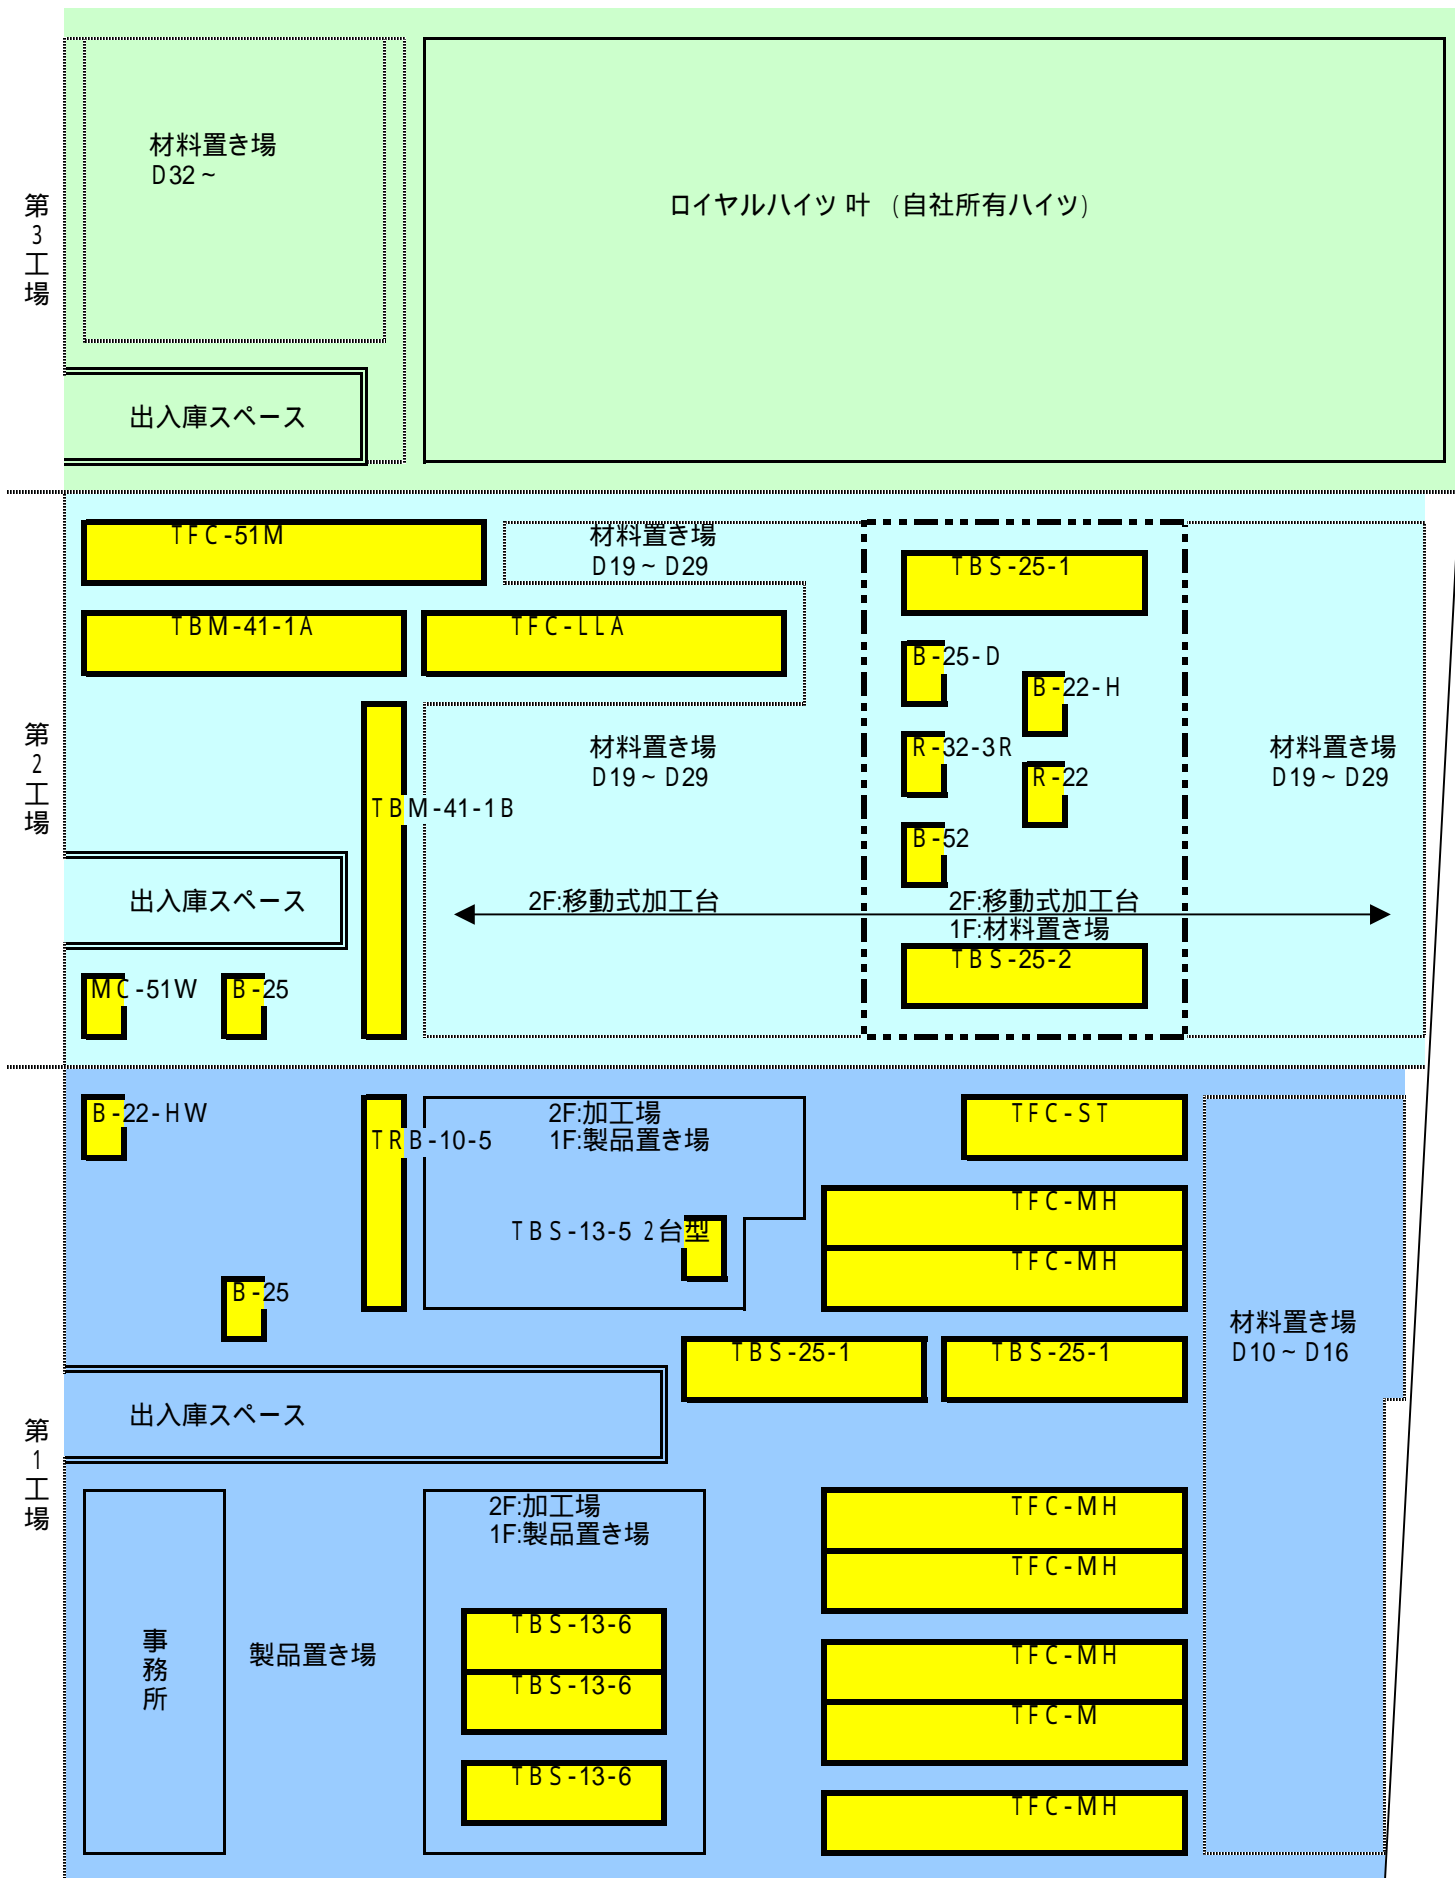 第3工場
材料置き場
D32~
ロイヤルハイツ 叶 (自社所有ハイツ)
出入庫スペース
第2工場
TFC-51M
材料置き場
D19~D29
TBS-25-1
TBM-41-1A
TFC-LLA
B-25-D
B-22-H
材料置き場
D19~D29
R-32-3R
R-22
材料置き場
D19~D29
TBM-41-1B
B-52
出入庫スペース
2F:移動式加工台
2F:移動式加工台
1F:材料置き場
TBS-25-2
MC-51W
B-25
第1工場
B-22-HW
TRB-10-5
2F:加工場
1F:製品置き場
TFC-ST
TFC-MH
TBS-13-5 2台型
TFC-MH
B-25
材料置き場
D10~D16
TBS-25-1
TBS-25-1
出入庫スペース
2F:加工場
1F:製品置き場
TFC-MH
TFC-MH
事務所
製品置き場
TBS-13-6
TFC-MH
TBS-13-6
TFC-M
TBS-13-6
TFC-MH